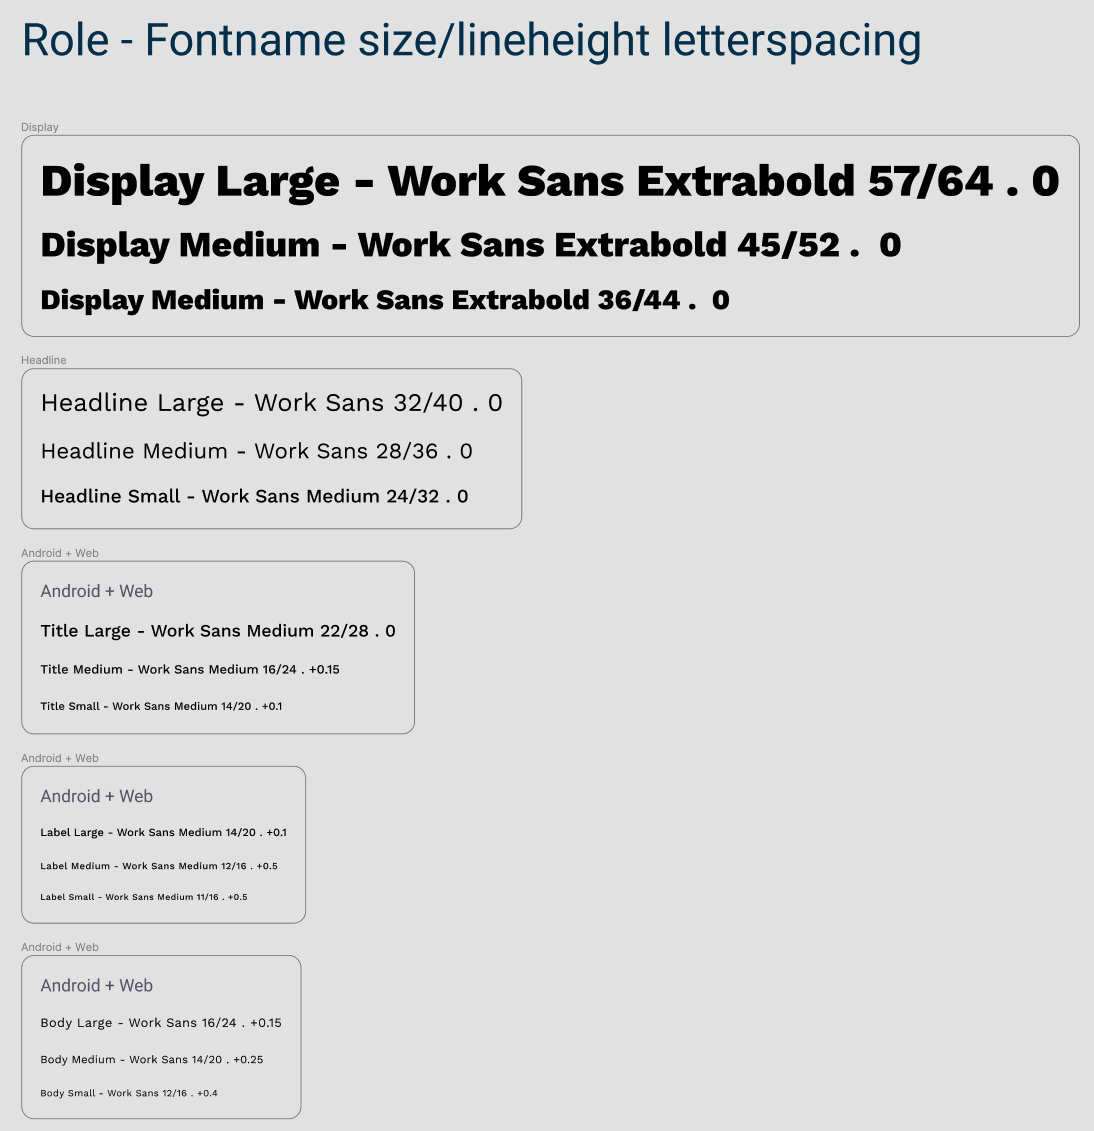 Role - Fontname size/lineheight letterspacing
Display
Display Large - Work Sans Extrabold 57/64 . 0
Display Medium - Work Sans Extrabold 45/52 .  0
Display Medium - Work Sans Extrabold 36/44 .  0
Headline
Headline Large - Work Sans 32/40 . 0
Headline Medium - Work Sans 28/36 . 0
Headline Small - Work Sans Medium 24/32 . 0
Android + Web
Android + Web
Title Large - Work Sans Medium 22/28 . 0
Title Medium - Work Sans Medium 16/24 . +0.15
Title Small - Work Sans Medium 14/20 . +0.1
Android + Web
Android + Web
Label Large - Work Sans Medium 14/20 . +0.1
Label Medium - Work Sans Medium 12/16 . +0.5
Label Small - Work Sans Medium 11/16 . +0.5
Android + Web
Android + Web
Body Large - Work Sans 16/24 . +0.15
Body Medium - Work Sans 14/20 . +0.25
Body Small - Work Sans 12/16 . +0.4